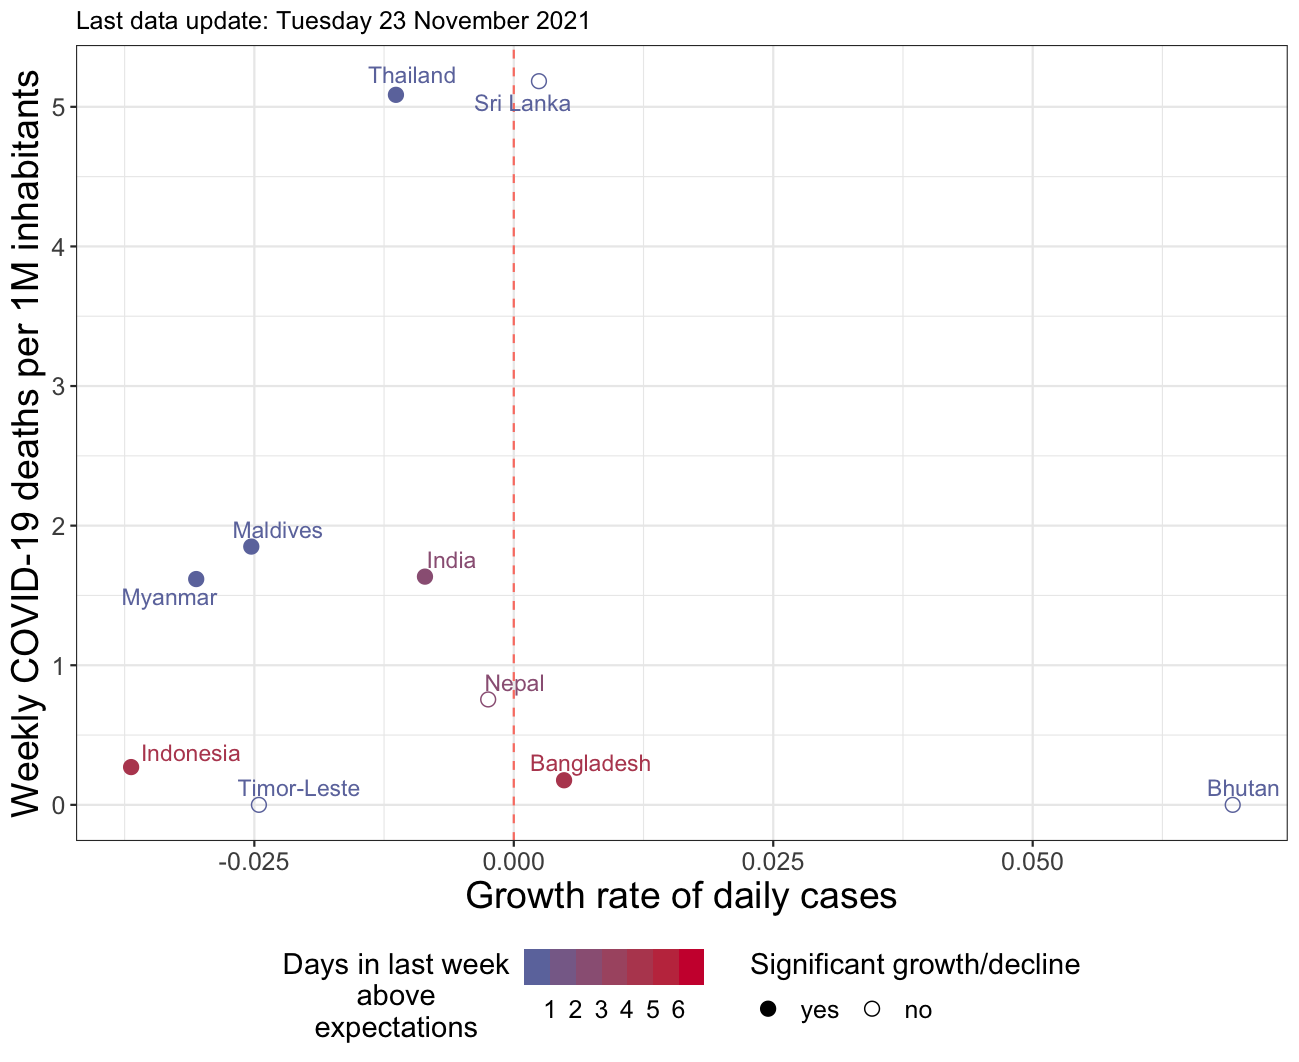 Last data update: Tuesday 23 November 2021
Weekly COVID-19 deaths per 1M inhabitants
5
4
3
2
1
0
Thailand
Sri Lanka
Maldives
India
Myanmar
Nepal
Indonesia
Bangladesh
Timor-Leste
Bhutan
-0.025 0.000 0.025 0.050
Growth rate of daily cases
Days in last week
above
expectations
1 2 3 4 5 6
Significant growth/decline
yes no